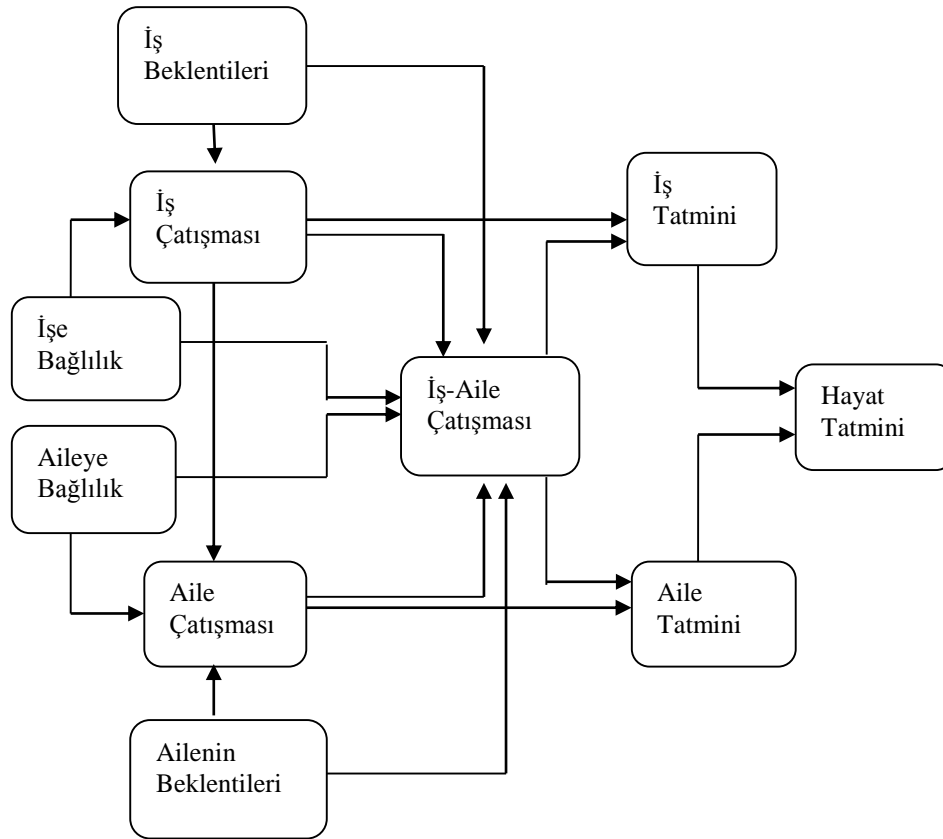 İş
Beklentileri
İş
Çatışması
İş
Tatmini
İşe
Bağlılık
İş-Aile
Çatışması
Hayat
Tatmini
Aileye
Bağlılık
Aile
Çatışması
Aile
Tatmini
Ailenin
Beklentileri